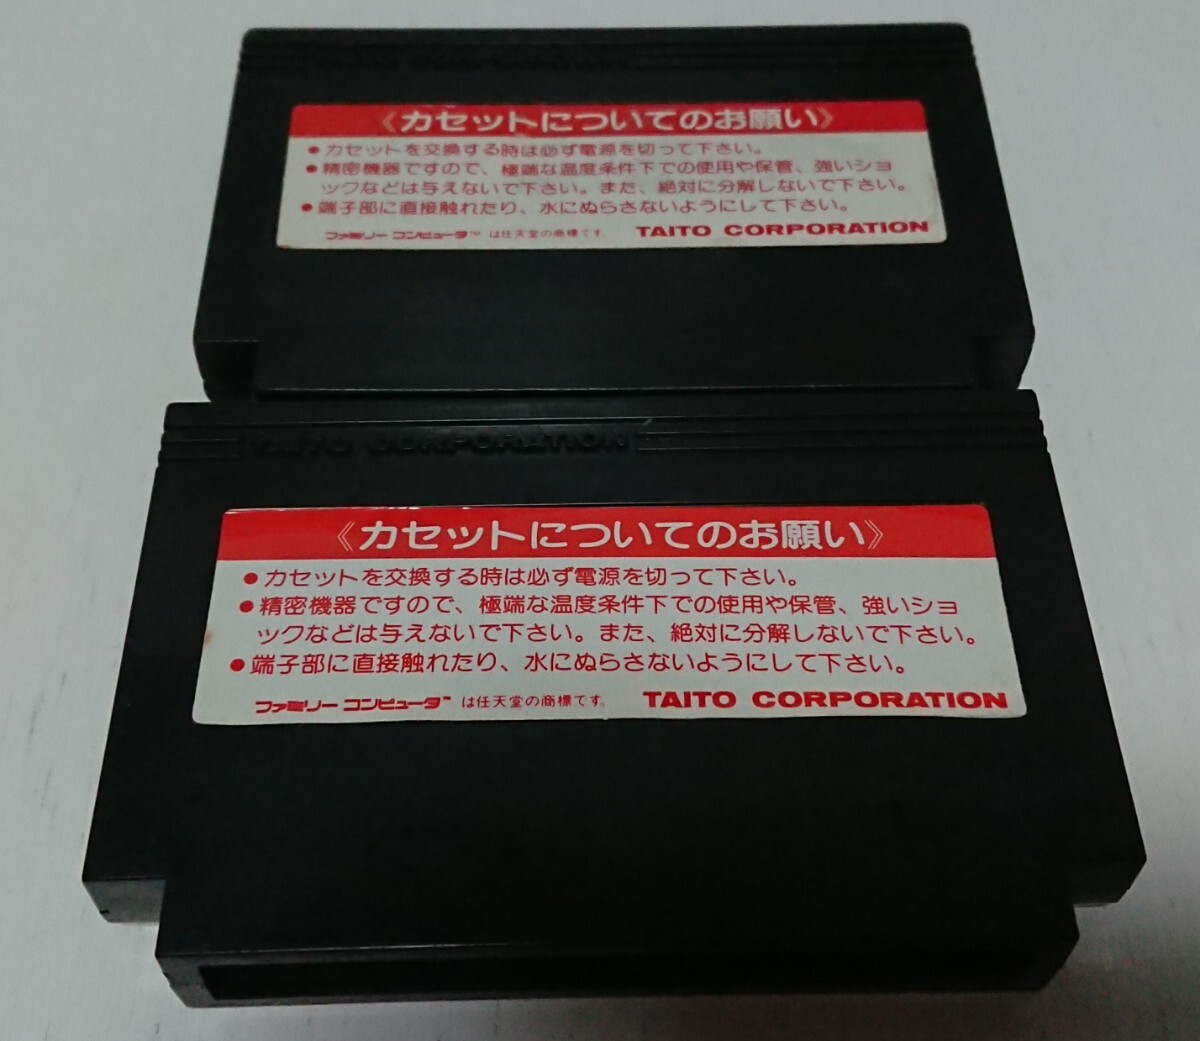 TAITO CORPORATION
《カセットについてのお願い》
●カセットを交換する時は必ず電源を切って下さい。
●精密機器ですので、極端な温度条件下での使用や保管、強いショ
ックなどは与えないで下さい。また、絶対に分解しないで下さい。
●端子部に直接触れたり、水にぬらさないようにして下さい。
ファミリー コンピュータ™ は任天堂の商標です。 TAITO CORPORATION
TAITO CORPORATION
《カセットについてのお願い》
●カセットを交換する時は必ず電源を切って下さい。
●精密機器ですので、極端な温度条件下での使用や保管、強いショ
ックなどは与えないで下さい。また、絶対に分解しないで下さい。
●端子部に直接触れたり、水にぬらさないようにして下さい。
ファミリー コンピュータ™ は任天堂の商標です。 TAITO CORPORATION